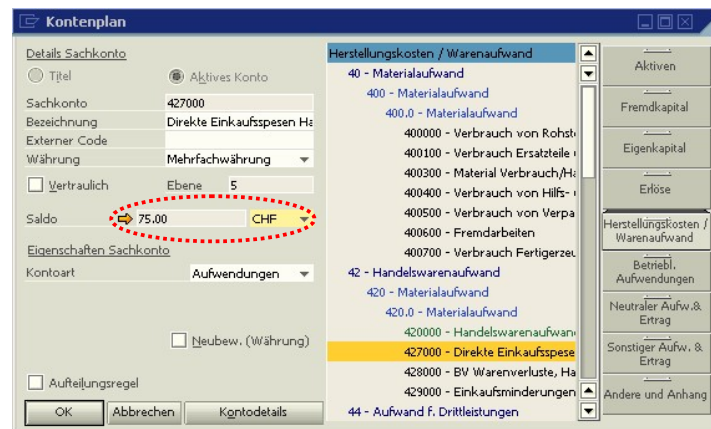 Kontenplan
Details Sachkonto
Titel
Aktives Konto
Sachkonto 427000
Bezeichnung Direkte Einkaufsspesen Ha
Externer Code
Währung Mehrfachwährung
Vertraulich Ebene 5
Saldo 75.00 CHF
Eigenschaften Sachkonto
Kontoart Aufwendungen
Neubew. (Währung)
Aufteilungsregel
OK Abbrechen Kontodetails
Herstellungskosten / Warenaufwand
40 - Materialaufwand
400 - Materialaufwand
400.0 - Materialaufwand
400000 - Verbrauch von Rohst
400100 - Verbrauch Ersatzteile
400300 - Material Verbrauch/Ha
400400 - Verbrauch von Hilfs-
400500 - Verbrauch von Verpa
400600 - Fremdarbeiten
400700 - Verbrauch Fertigerzeu
42 - Handelswarenaufwand
420 - Materialaufwand
420.0 - Materialaufwand
420000 - Handelswarenaufwan
427000 - Direkte Einkaufsspese
428000 - BV Warenverluste, Ha
429000 - Einkaufsminderungen
44 - Aufwand f. Drittleistungen
Aktiven
Fremdkapital
Eigenkapital
Erlöse
Herstellungskosten /
Warenaufwand
Betriebl.
Aufwendungen
Neutraler Aufw.&
Ertrag
Sonstiger Aufw. &
Ertrag
Andere und Anhang